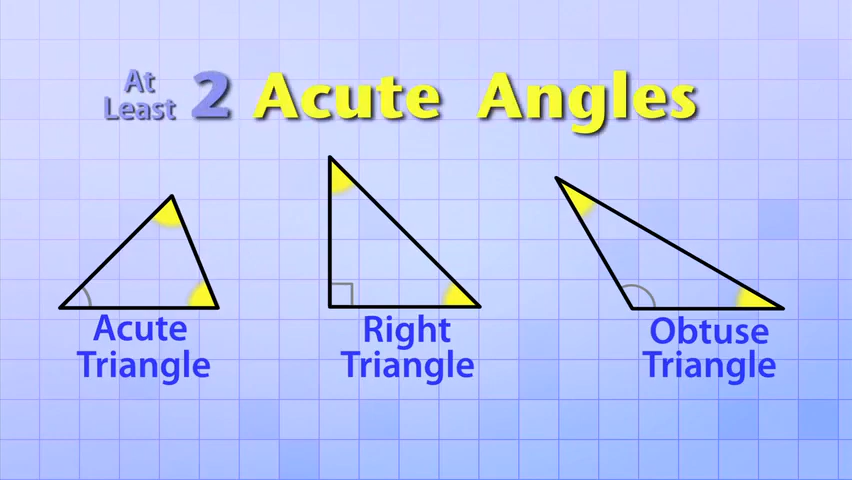 At
Least 2 Acute Angles
Acute
Triangle
Right
Triangle
Obtuse
Triangle